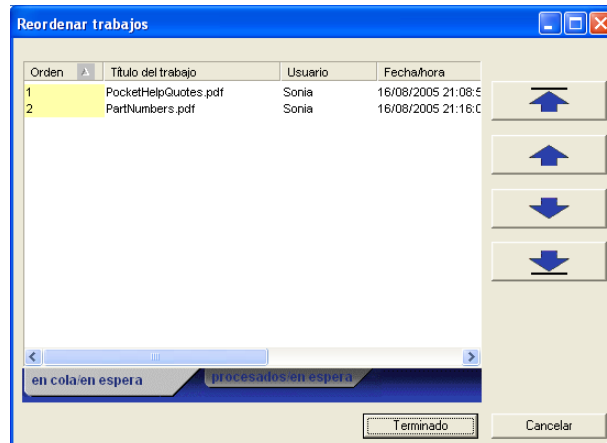 Reordenar trabajos
Orden Título del trabajo Usuario Fecha/hora
1 PocketHelpQuotes.pdf Sonia 16/08/2005 21:08:5
2 PartNumbers.pdf Sonia 16/08/2005 21:16:0
en cola/en espera procesados/en espera
Terminado Cancelar